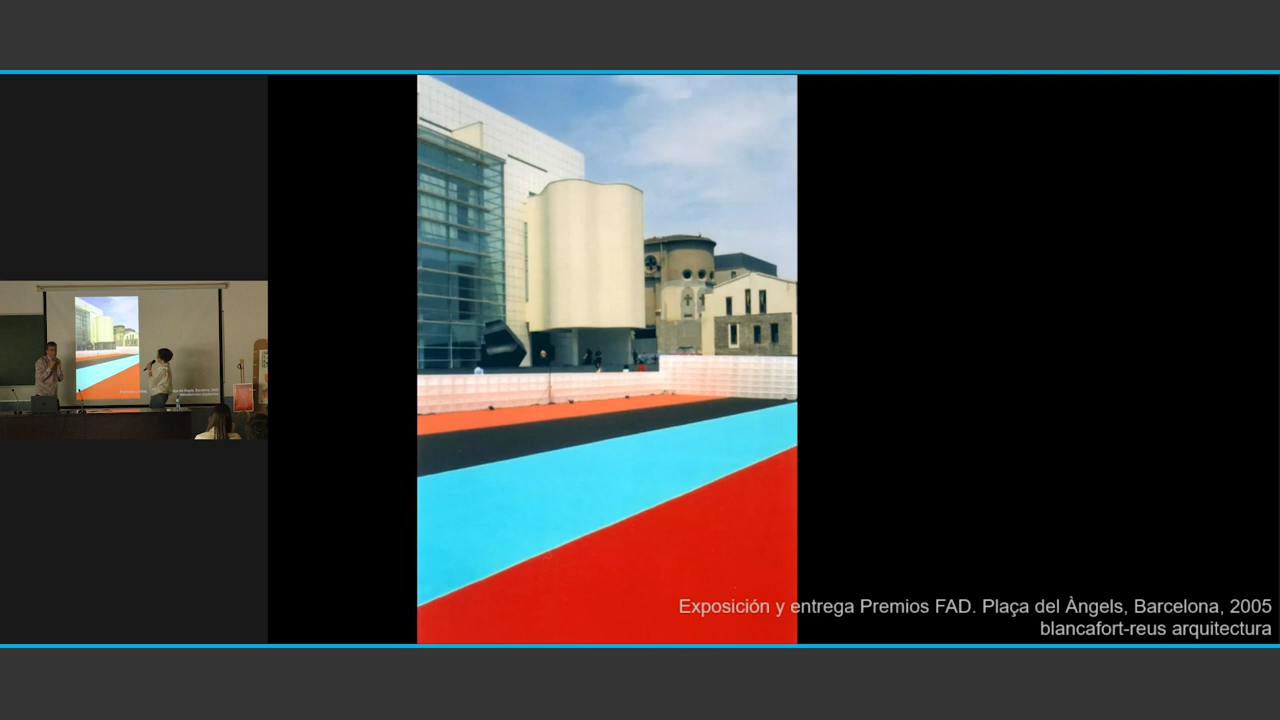 Exposición y entrega Premios FAD. Plaça del Àngels, Barcelona, 2005
blancafort-reus arquitectura